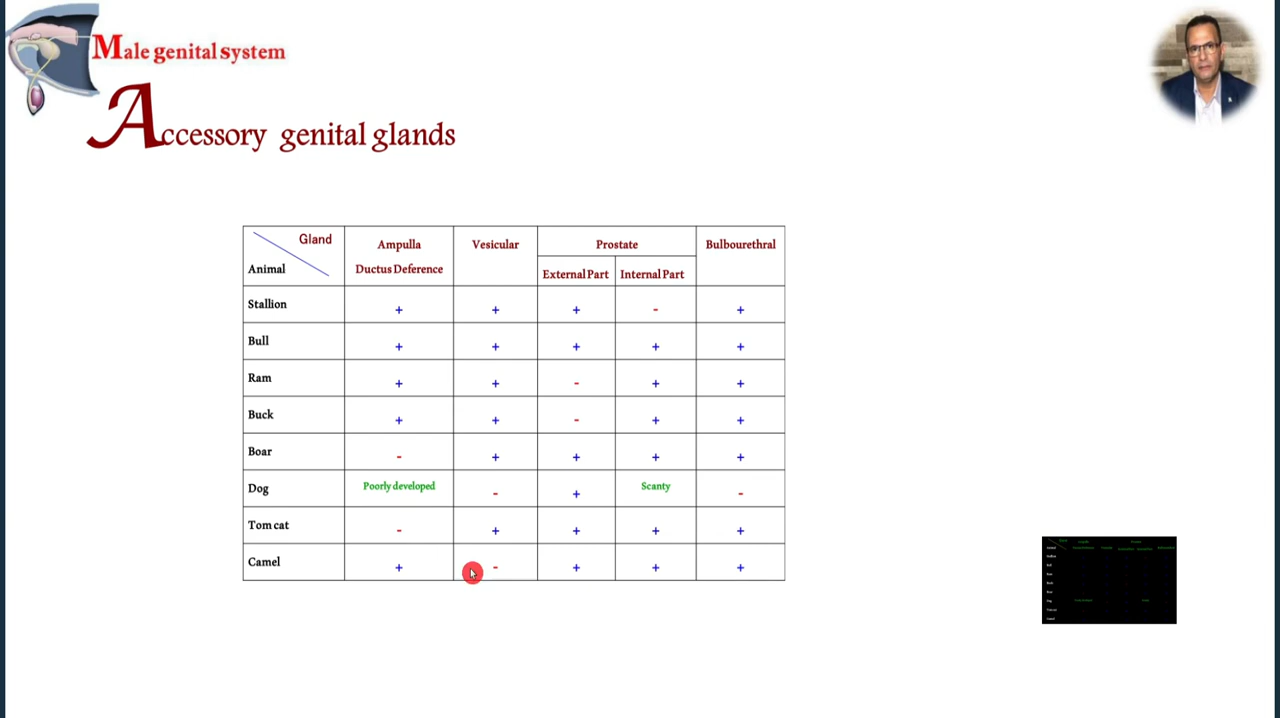 Male genital system
Accessory genital glands
Gland
Animal
Ampulla
Ductus Deference
Vesicular
Prostate
External Part
Internal Part
Bulbourethral
Stallion + + + - +
Bull + + + + +
Ram + + - + +
Buck + + - + +
Boar - + + + +
Dog Poorly developed - + Scanty -
Tom cat - + + + +
Camel + - + + +